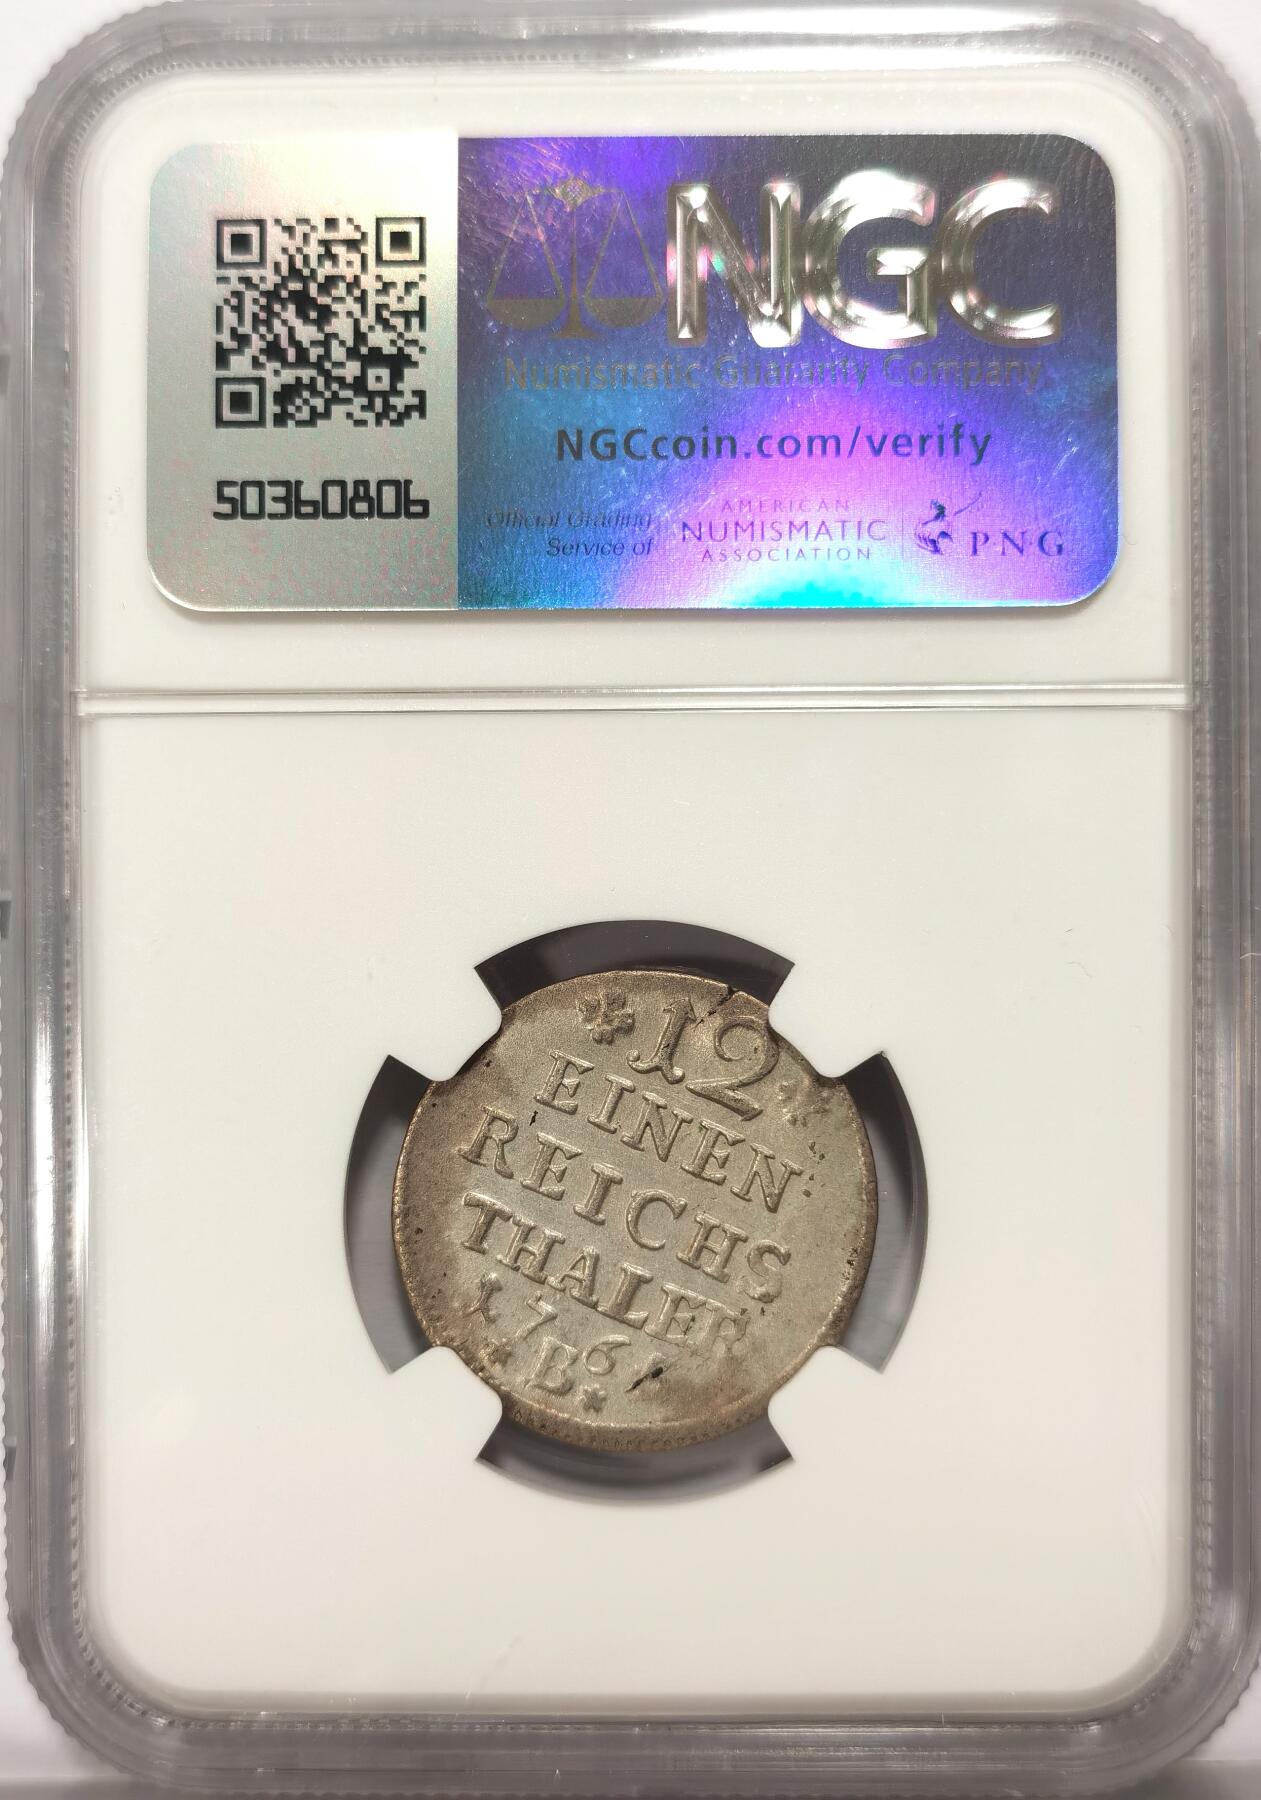 NGC
Numismatic Guaranty Company
NGCcoin.com/verify
50360806
Official Grading
Service of
AMERICAN
NUMISMATIC
ASSOCIATION
PNG
12
EINEN
REICHS
THALER
176
B